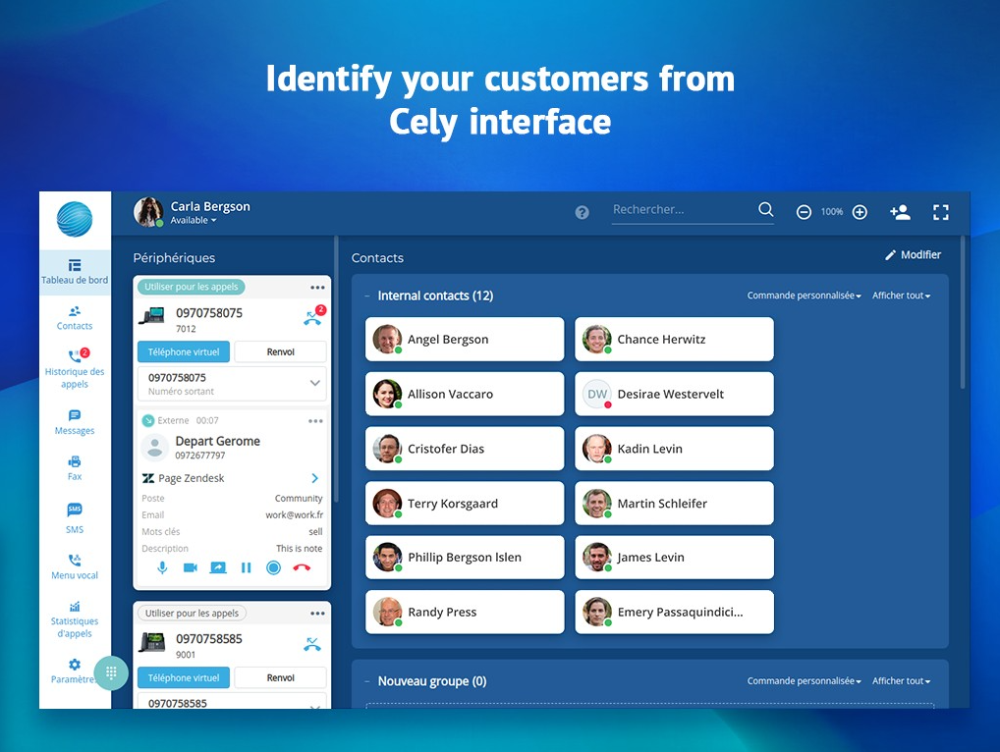 Identify your customers from
Cely interface
Carla Bergson
Available
Rechercher...
100%
Tableau de bord
Contacts
2
Historique des
appels
Messages
Fax
SMS
SMS
Menu vocal
Statistiques
d'appels
Paramètre
Périphériques
Utiliser pour les appels
0970758075
7012
2
Téléphone virtuel
Renvoi
0970758075
Numéro sortant
Externe 00:07
Depart Gerome
0972677797
Page Zendesk
Poste Community
Email work@work.fr
Mots clés sell
Description This is note
Utiliser pour les appels
0970758585
9001
Téléphone virtuel
Renvoi
0970758585
Contacts
Modifier
Internal contacts (12)
Commande personnalisée
Afficher tout
Angel Bergson
Chance Herwitz
Allison Vaccaro
DW
Desirae Westervelt
Cristofer Dias
Kadin Levin
Terry Korsgaard
Martin Schleifer
Phillip Bergson Islen
James Levin
Randy Press
Emery Passaquindici...
Nouveau groupe (0)
Commande personnalisée
Afficher tout